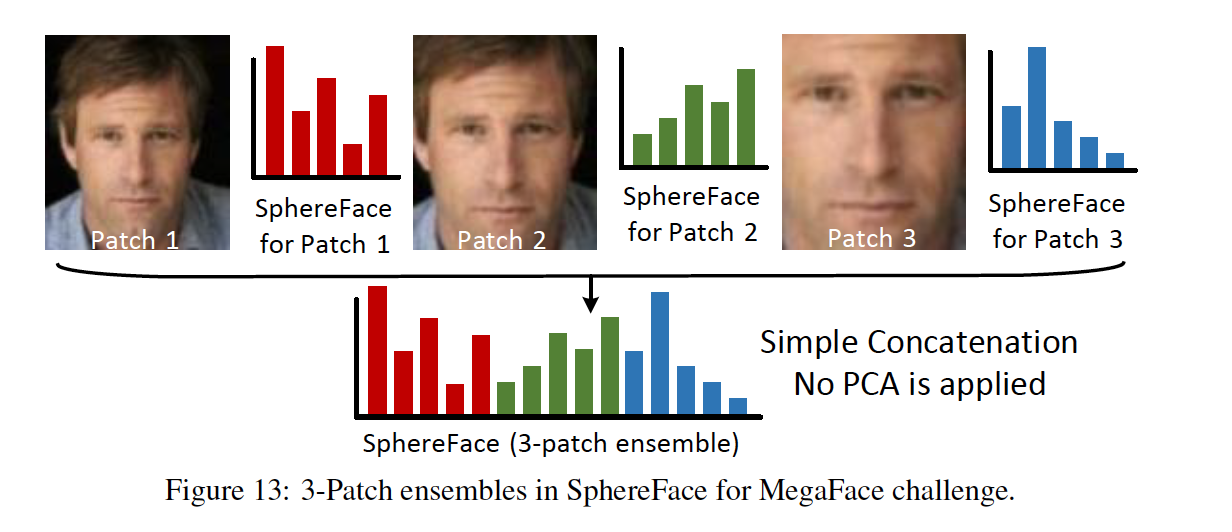 Patch 1
SphereFace
for Patch 1
Patch 2
SphereFace
for Patch 2
Patch 3
SphereFace
for Patch 3
Simple Concatenation
No PCA is applied
SphereFace (3-patch ensemble)
Figure 13: 3-Patch ensembles in SphereFace for MegaFace challenge.